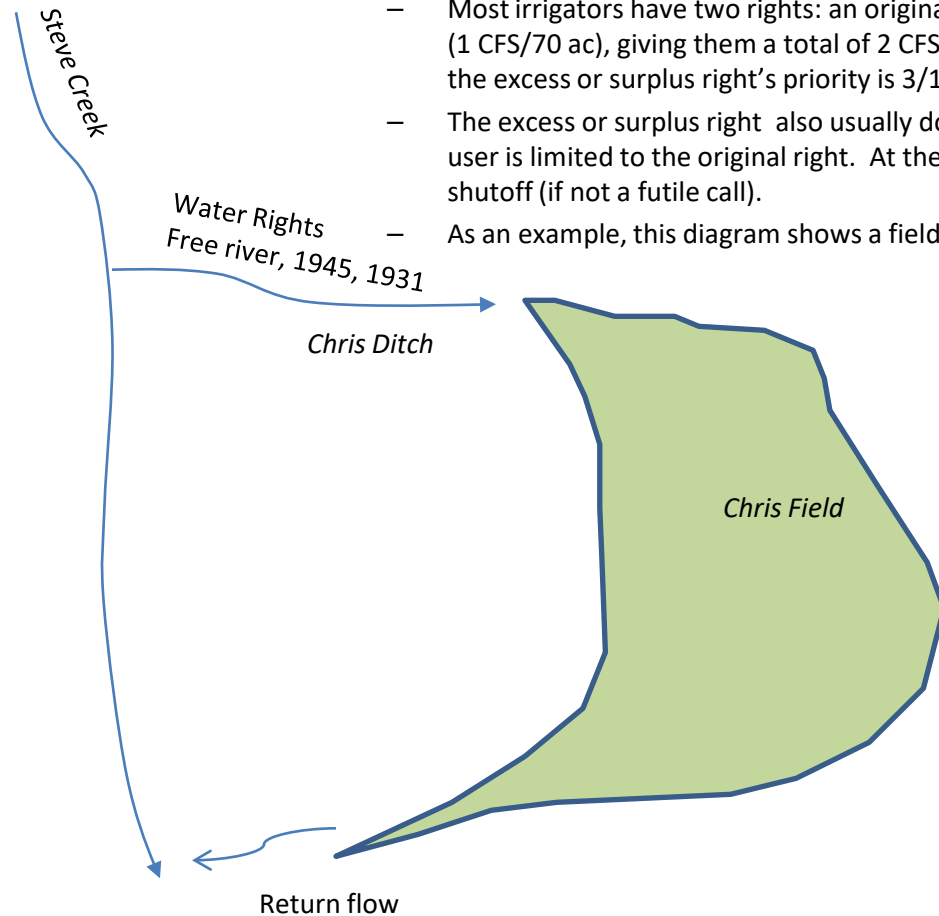 – Most irrigators have two rights: an origina
(1 CFS/70 ac), giving them a total of 2 CFS
the excess or surplus right’s priority is 3/1
– The excess or surplus right also usually do
user is limited to the original right. At the
shutoff (if not a futile call).
– As an example, this diagram shows a field
Steve Creek
Water Rights
Free river, 1945, 1931
Chris Ditch
Chris Field
Return flow